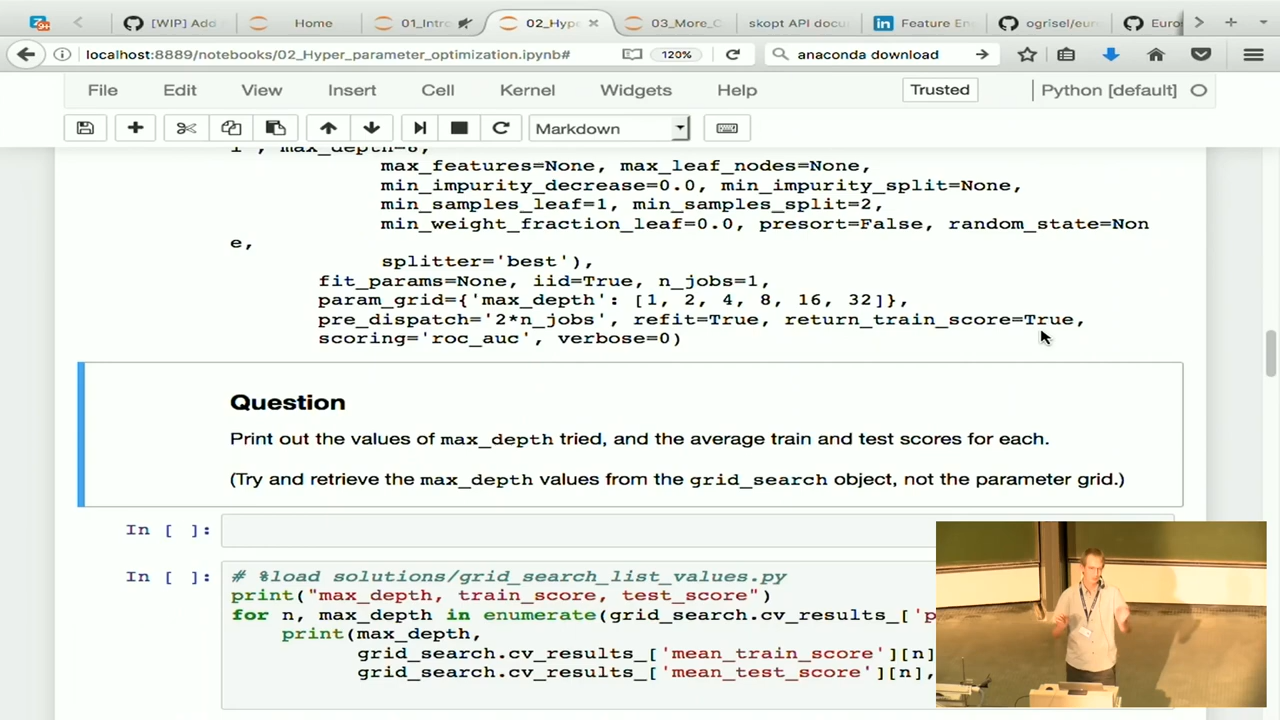 [WIP] Add
Home
01_Intro
02_Hype
03_More_C
skopt API docu
Feature En
ogrisel/eur
Euros
localhost:8889/notebooks/02_Hyper_parameter_optimization.ipynb#
120%
anaconda download
File Edit View Insert Cell Kernel Widgets Help Trusted Python [default]
Markdown
max_features=None, max_leaf_nodes=None,
min_impurity_decrease=0.0, min_impurity_split=None,
min_samples_leaf=1, min_samples_split=2,
min_weight_fraction_leaf=0.0, presort=False, random_state=Non
e,
splitter='best'),
fit_params=None, iid=True, n_jobs=1,
param_grid={'max_depth': [1, 2, 4, 8, 16, 32]},
pre_dispatch='2*n_jobs', refit=True, return_train_score=True,
scoring='roc_auc', verbose=0)
Question
Print out the values of max_depth tried, and the average train and test scores for each.
(Try and retrieve the max_depth values from the grid_search object, not the parameter grid.)
In [ ]:
In [ ]:
# %load solutions/grid_search_list_values.py
print("max_depth, train_score, test_score")
for n, max_depth in enumerate(grid_search.cv_results_['p
print(max_depth,
grid_search.cv_results_['mean_train_score'][n]
grid_search.cv_results_['mean_test_score'][n],